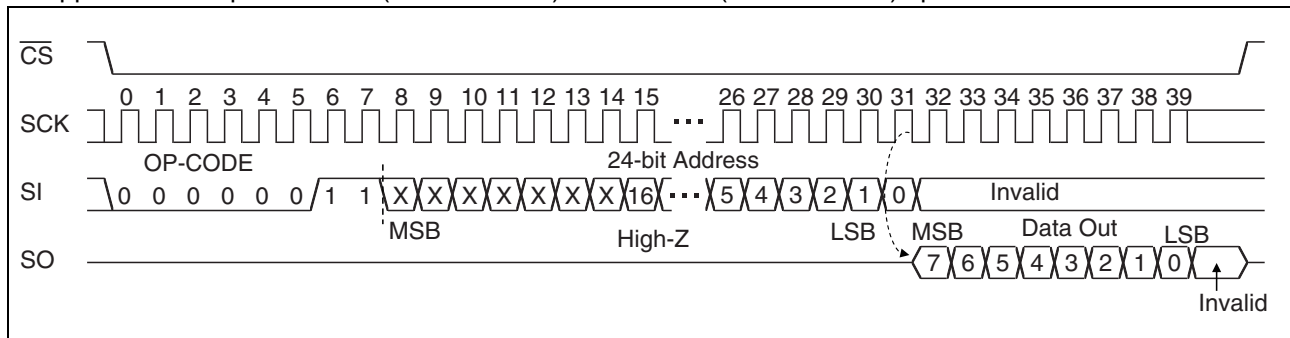 CS
0 1 2 3 4 5 6 7 8 9 10 11 12 13 14 15 26 27 28 29 30 31 32 33 34 35 36 37 38 39
SCK
OP-CODE 24-bit Address
SI 0 0 0 0 0 0 1 1 X X X X X X X 16 5 4 3 2 1 0 Invalid
MSB High-Z LSB MSB Data Out LSB
SO 7 6 5 4 3 2 1 0
Invalid